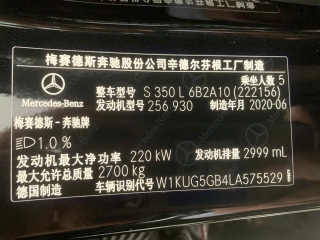 梅赛德斯奔驰股份公司辛德尔芬根工厂制造
乘坐人数 5
整车型号 S 350 L 6B2A10 (222156)
Mercedes-Benz
发动机型号 256 930 制造年月 2020-06
梅赛德斯-奔驰牌
1.0 %
发动机最大净功率 220 kW 发动机排量 2999 mL
最大允许总质量 2700 kg
德国制造 车辆识别代号 W1KUG5GB4LA575529